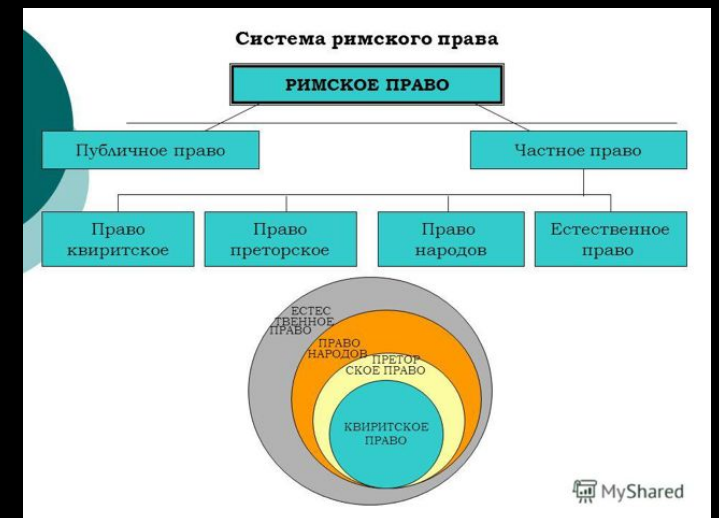 Система римского права
РИМСКОЕ ПРАВО
Публичное право
Частное право
Право
квиритское
Право
преторское
Право
народов
Естественное
право
ЕСТЕС
ТВЕННОЕ
ПРАВО
ПРАВО
НАРОДОВ
ПРЕТОР
СКОЕ ПРАВО
КВИРИТСКОЕ
ПРАВО
MyShared